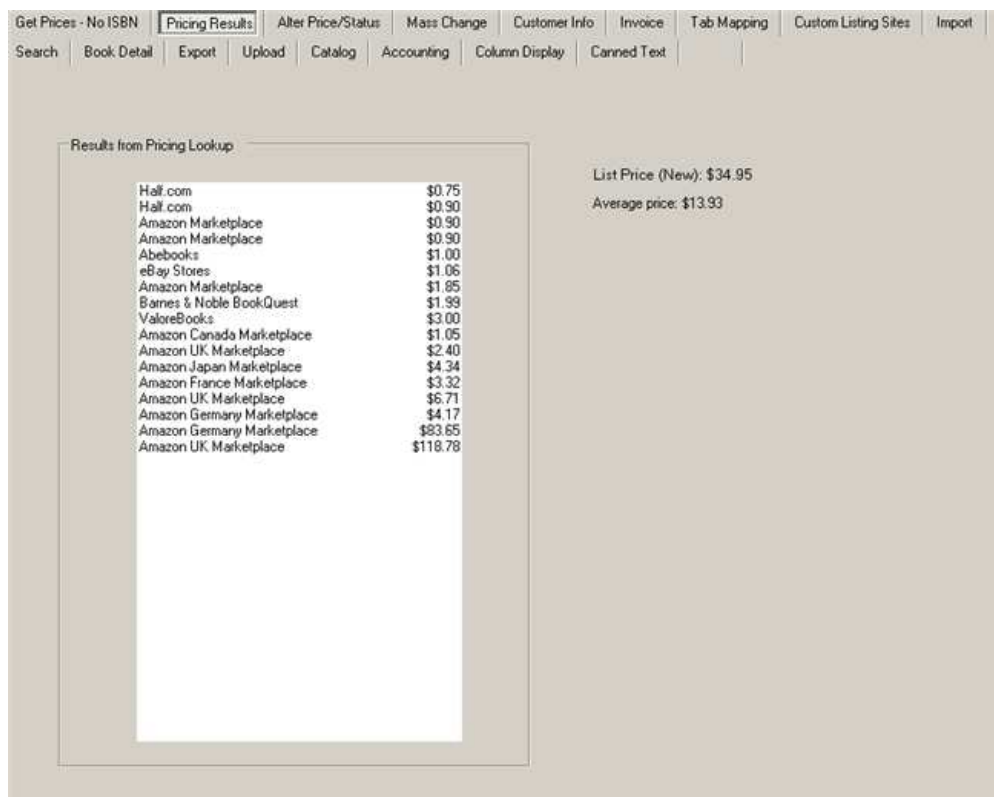 Get Prices - No ISBN Pricing Results Alter Price/Status Mass Change Customer Info Invoice Tab Mapping Custom Listing Sites Import
Search Book Detail Export Upload Catalog Accounting Column Display Canned Text
Results from Pricing Lookup
List Price (New): $34.95
Average price: $13.93
Half.com $0.75
Half.com $0.90
Amazon Marketplace $0.90
Amazon Marketplace $0.90
Abebooks $1.00
eBay Stores $1.06
Amazon Marketplace $1.85
Barnes & Noble BookQuest $1.99
ValoreBooks $3.00
Amazon Canada Marketplace $1.05
Amazon UK Marketplace $2.40
Amazon Japan Marketplace $4.34
Amazon France Marketplace $3.32
Amazon UK Marketplace $6.71
Amazon Germany Marketplace $4.17
Amazon Germany Marketplace $83.65
Amazon UK Marketplace $118.78